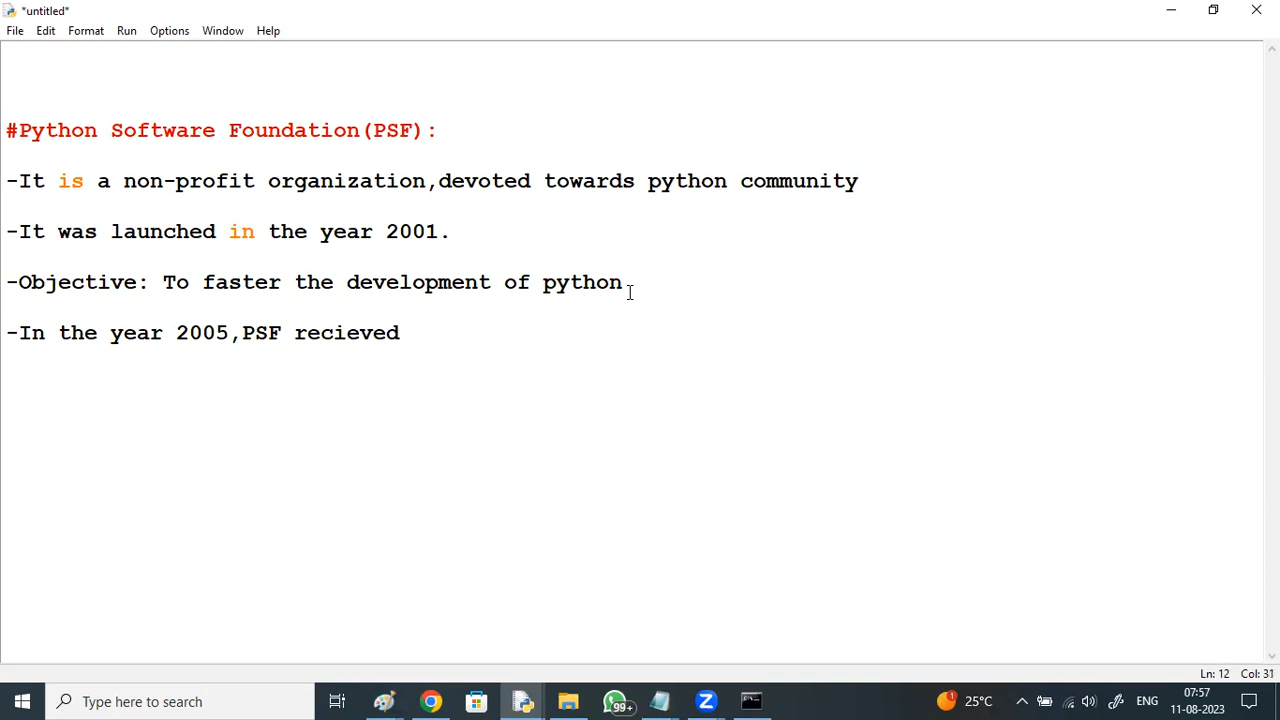 *untitled*
File Edit Format Run Options Window Help
#Python Software Foundation(PSF):
-It is a non-profit organization,devoted towards python community
-It was launched in the year 2001.
-Objective: To faster the development of python.
-In the year 2005,PSF recieved
Ln: 12 Col: 31
Type here to search
99+
1
25°C
ENG
07:57
11-08-2023